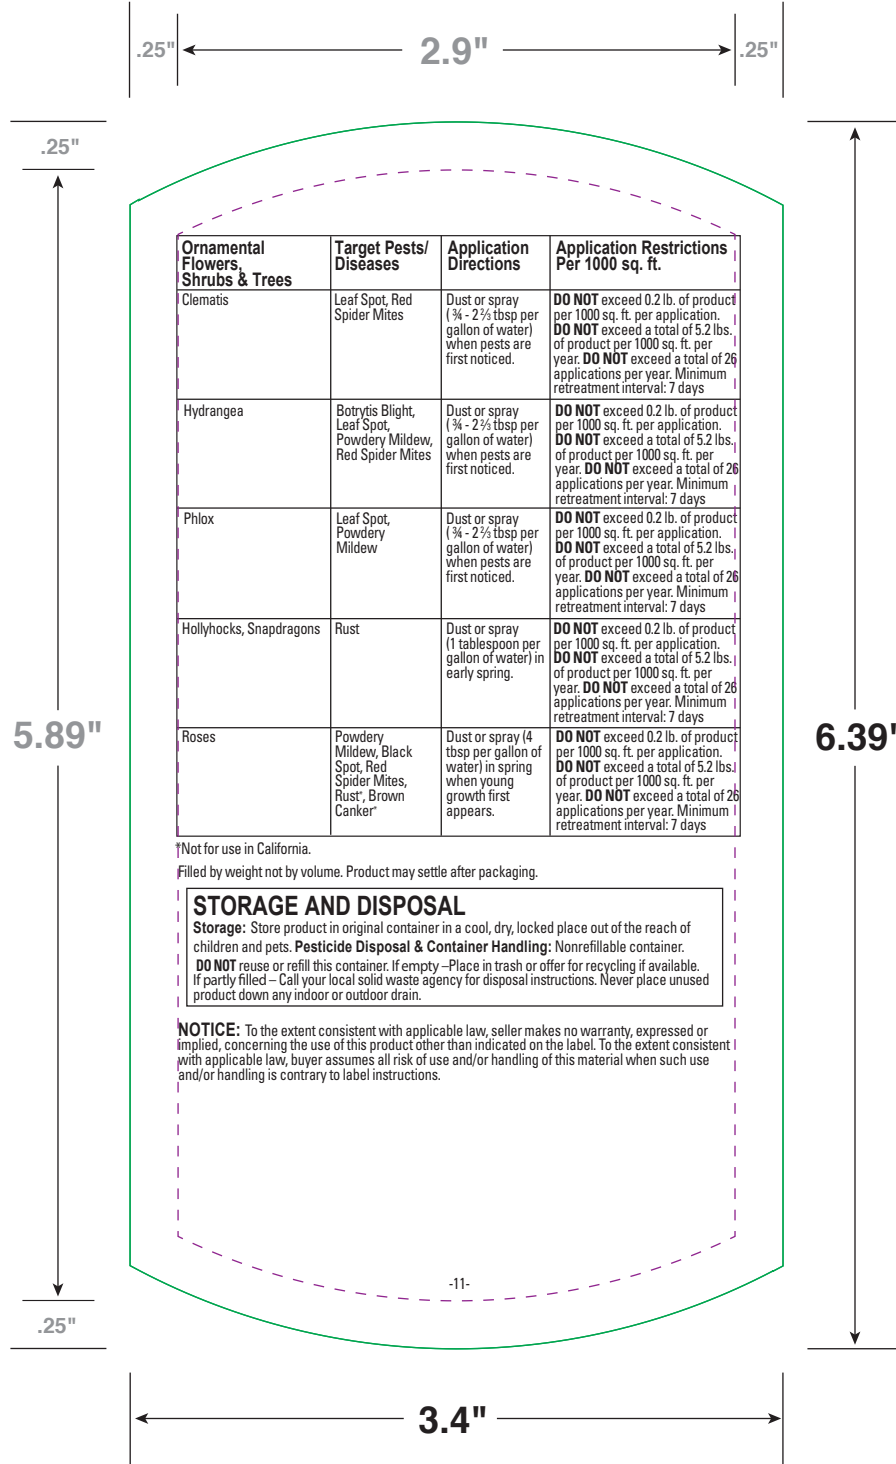 .25"
2.9"
.25"
.25"
Ornamental
Flowers,
Shrubs & Trees
Target Pests/
Diseases
Application
Directions
Application Restrictions
Per 1000 sq. ft.
Clematis
Leaf Spot, Red
Spider Mites
Dust or spray
( ¾ - 2⅔ tbsp per
gallon of water)
when pests are
first noticed.
DO NOT exceed 0.2 lb. of product
per 1000 sq. ft. per application.
DO NOT exceed a total of 5.2 lbs.
of product per 1000 sq. ft. per
year. DO NOT exceed a total of 26
applications per year. Minimum
retreatment interval: 7 days
Hydrangea
Botrytis Blight,
Leaf Spot,
Powdery Mildew,
Red Spider Mites
Dust or spray
( ¾ - 2⅔ tbsp per
gallon of water)
when pests are
first noticed.
DO NOT exceed 0.2 lb. of product
per 1000 sq. ft. per application.
DO NOT exceed a total of 5.2 lbs.
of product per 1000 sq. ft. per
year. DO NOT exceed a total of 26
applications per year. Minimum
retreatment interval: 7 days
Phlox
Leaf Spot,
Powdery
Mildew
Dust or spray
( ¾ - 2⅔ tbsp per
gallon of water)
when pests are
first noticed.
DO NOT exceed 0.2 lb. of product
per 1000 sq. ft. per application.
DO NOT exceed a total of 5.2 lbs.
of product per 1000 sq. ft. per
year. DO NOT exceed a total of 26
applications per year. Minimum
retreatment interval: 7 days
Hollyhocks, Snapdragons
Rust
Dust or spray
(1 tablespoon per
gallon of water) in
early spring.
DO NOT exceed 0.2 lb. of product
per 1000 sq. ft. per application.
DO NOT exceed a total of 5.2 lbs.
of product per 1000 sq. ft. per
year. DO NOT exceed a total of 26
applications per year. Minimum
retreatment interval: 7 days
Roses
Powdery
Mildew, Black
Spot, Red
Spider Mites,
Rust*, Brown
Canker*
Dust or spray (4
tbsp per gallon of
water) in spring
when young
growth first
appears.
DO NOT exceed 0.2 lb. of product
per 1000 sq. ft. per application.
DO NOT exceed a total of 5.2 lbs.
of product per 1000 sq. ft. per
year. DO NOT exceed a total of 26
applications per year. Minimum
retreatment interval: 7 days
5.89"
6.39"
*Not for use in California.
Filled by weight not by volume. Product may settle after packaging.
STORAGE AND DISPOSAL
Storage: Store product in original container in a cool, dry, locked place out of the reach of
children and pets. Pesticide Disposal & Container Handling: Nonrefillable container.
DO NOT reuse or refill this container. If empty –Place in trash or offer for recycling if available.
If partly filled – Call your local solid waste agency for disposal instructions. Never place unused
product down any indoor or outdoor drain.
NOTICE: To the extent consistent with applicable law, seller makes no warranty, expressed or
implied, concerning the use of this product other than indicated on the label. To the extent consistent
with applicable law, buyer assumes all risk of use and/or handling of this material when such use
and/or handling is contrary to label instructions.
-11-
.25"
3.4"